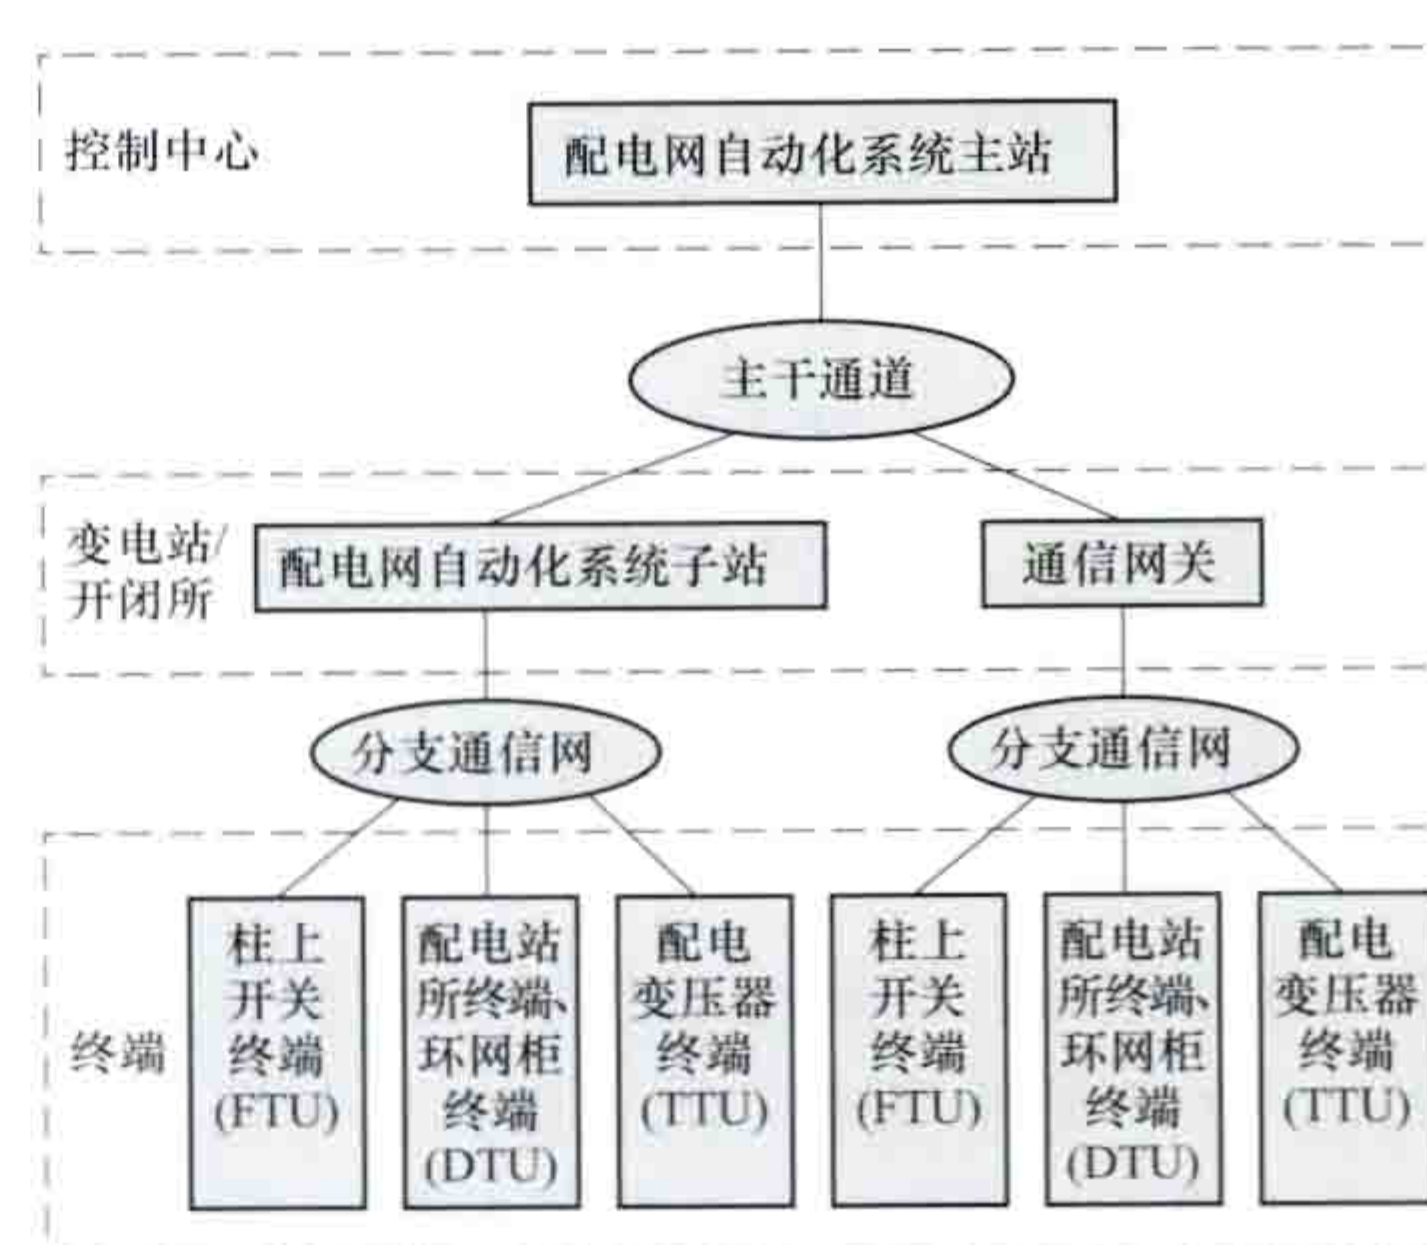 控制中心
配电网自动化系统主站
主干通道
变电站/
开闭所
配电网自动化系统子站
通信网关
分支通信网
分支通信网
终端
柱上
开关
终端
(FTU)
配电站
所终端、
环网柜
终端
(DTU)
配电
变压器
终端
(TTU)
柱上
开关
终端
(FTU)
配电站
所终端、
环网柜
终端
(DTU)
配电
变压器
终端
(TTU)